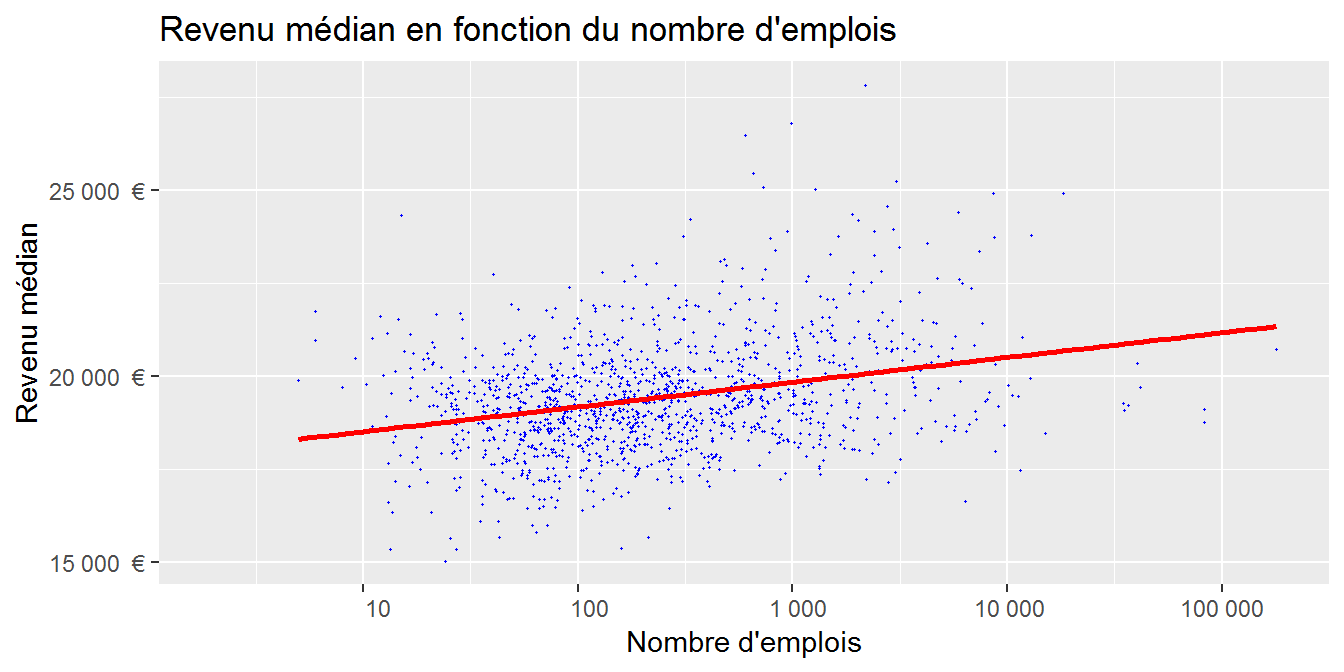 Revenu médian en fonction du nombre d'emplois
Revenu médian
25 000 €
20 000 €
15 000 €
10
100
1 000
10 000
100 000
Nombre d'emplois